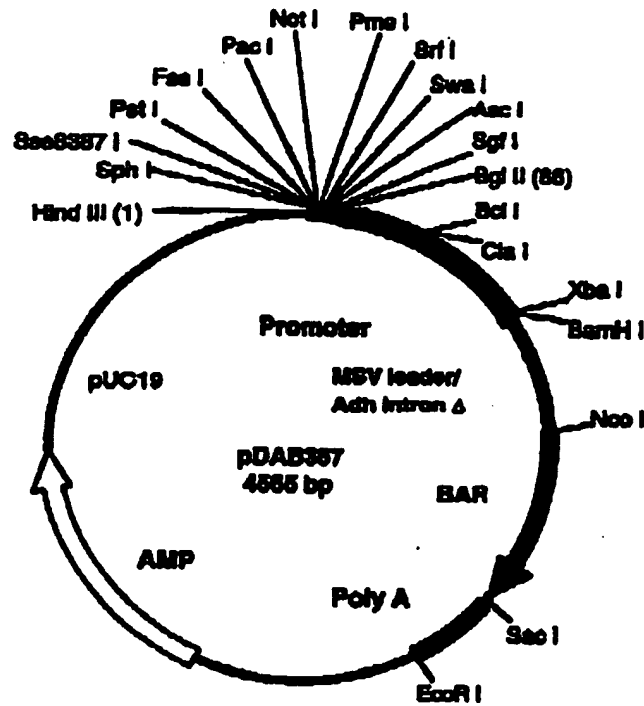 Not I
Pme I
Pac I
Srf I
Fse I
Swa I
Pst I
Asc I
Sse8387 I
Sgf I
Sph I
Bgl II (86)
Hind III (1)
Bcl I
Cla I
Xba I
BamH I
Promoter
MSV leader/
Adh Intron Δ
pUC19
Nco I
pDAB367
4565 bp
BAR
AMP
Poly A
Sac I
EcoR I